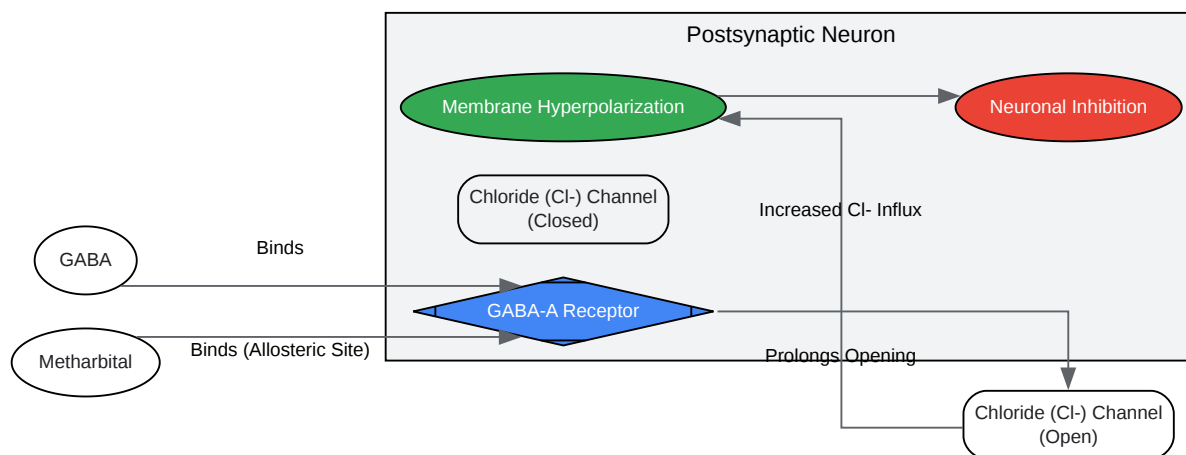 Postsynaptic Neuron
Membrane Hyperpolarization
Neuronal Inhibition
Chloride (Cl-) Channel
(Closed)
Increased Cl- Influx
GABA
Binds
GABA-A Receptor
Metharbital
Binds (Allosteric Site)
Prolongs Opening
Chloride (Cl-) Channel
(Open)